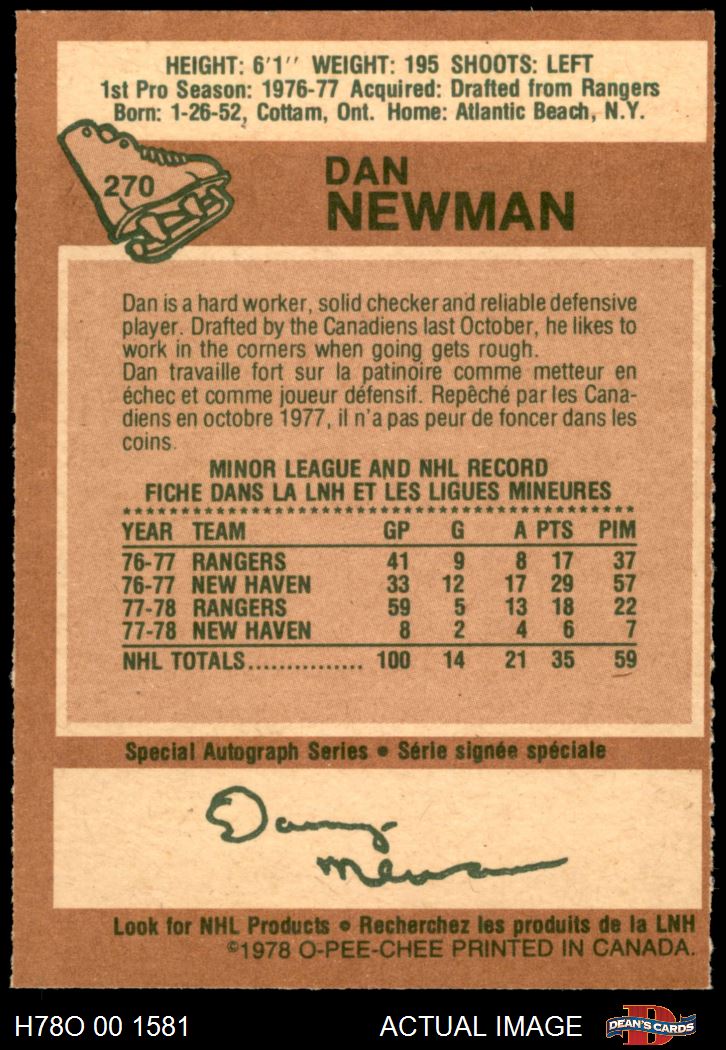 HEIGHT: 6'1'' WEIGHT: 195 SHOOTS: LEFT
1st Pro Season: 1976-77 Acquired: Drafted from Rangers
Born: 1-26-52, Cottam, Ont. Home: Atlantic Beach, N.Y.
270
DAN
NEWMAN
Dan is a hard worker, solid checker and reliable defensive
player. Drafted by the Canadiens last October, he likes to
work in the corners when going gets rough.
Dan travaille fort sur la patinoire comme metteur en
échec et comme joueur défensif. Repêché par les Cana-
diens en octobre 1977, il n'a pas peur de foncer dans les
coins.
MINOR LEAGUE AND NHL RECORD
FICHE DANS LA LNH ET LES LIGUES MINEURES
YEAR TEAM GP G A PTS PIM
76-77 RANGERS 41 9 8 17 37
76-77 NEW HAVEN 33 12 17 29 57
77-78 RANGERS 59 5 13 18 22
77-78 NEW HAVEN 8 2 4 6 7
NHL TOTALS............... 100 14 21 35 59
Special Autograph Series • Série signée spéciale
Danny
Newman
Look for NHL Products • Recherchez les produits de la LNH
©1978 O-PEE-CHEE PRINTED IN CANADA.
H78O 00 1581
ACTUAL IMAGE
D
DEAN'S CARDS